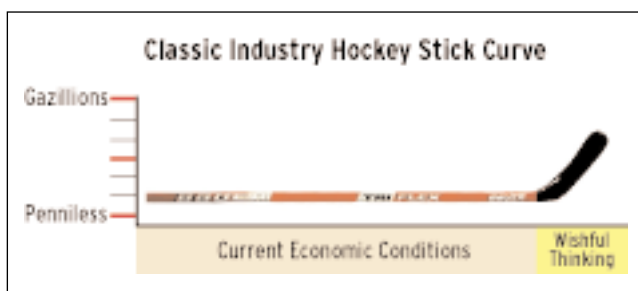 Classic Industry Hockey Stick Curve
Gazillions
Penniless
Current Economic Conditions
Wishful
Thinking